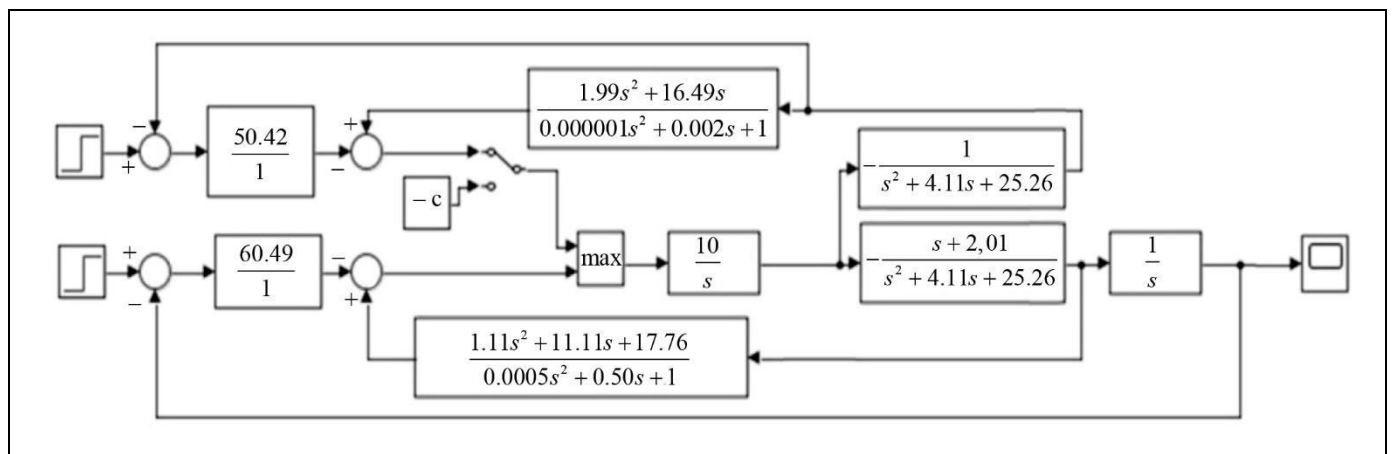 1.99s² + 16.49s
0.000001s² + 0.002s + 1
−
+
50.42
1
+
−
− 1
s² + 4.11s + 25.26
− c
+
−
60.49
1
−
+
max
10
s
− s + 2,01
s² + 4.11s + 25.26
1
s
1.11s² + 11.11s + 17.76
0.0005s² + 0.50s + 1